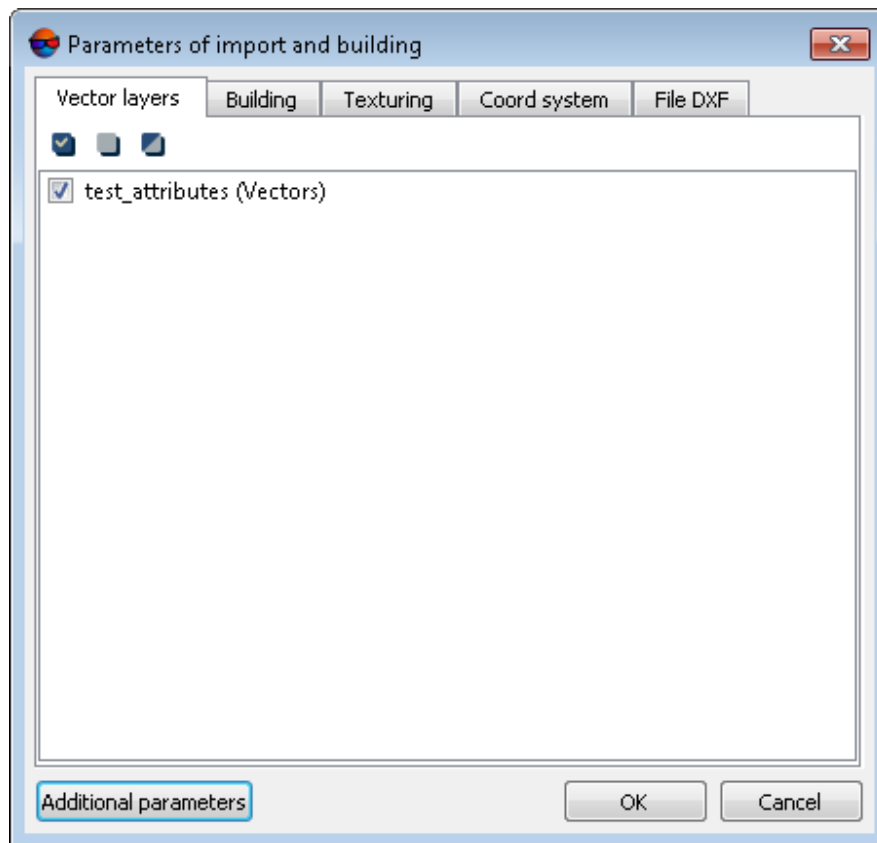 Parameters of import and building
Vector layers Building Texturing Coord system File DXF
test_attributes (Vectors)
Additional parameters OK Cancel